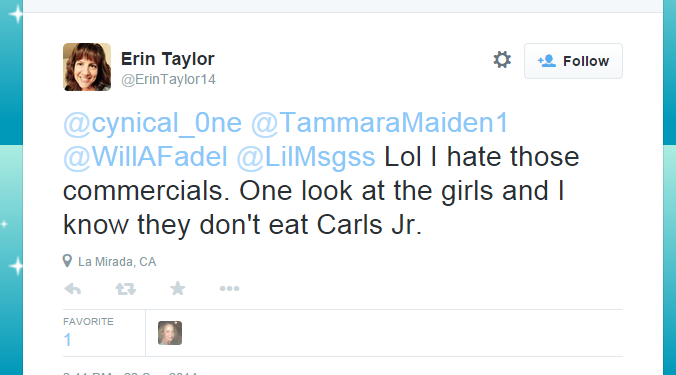 Erin Taylor
@ErinTaylor14
Follow
@cynical_0ne @TammaraMaiden1
@WillAFadel @LilMsgss Lol I hate those
commercials. One look at the girls and I
know they don't eat Carls Jr.
La Mirada, CA
FAVORITE
1